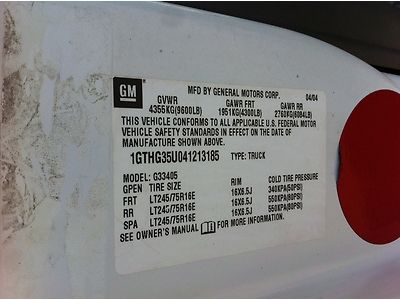 GM MFD BY GENERAL MOTORS CORP. 04/04
GVWR GAWR FRT GAWR RR
4355KG(9600LB) 1951KG(4300LB) 2760KG(6084LB)
THIS VEHICLE CONFORMS TO ALL APPLICABLE U.S. FEDERAL MOTOR
VEHICLE SAFETY STANDARDS IN EFFECT ON THE DATE OF
MANUFACTURE SHOWN ABOVE.
1GTHG35U041213185 TYPE: TRUCK
MODEL: G33405
GPEN TIRE SIZE RIM COLD TIRE PRESSURE
FRT LT245/75R16E 16X6.5J 340KPA(50PSI)
RR LT245/75R16E 16X6.5J 550KPA(80PSI)
SPA LT245/75R16E 16X6.5J 550KPA(80PSI)
SEE OWNER'S MANUAL FOR MORE INFORMATION.